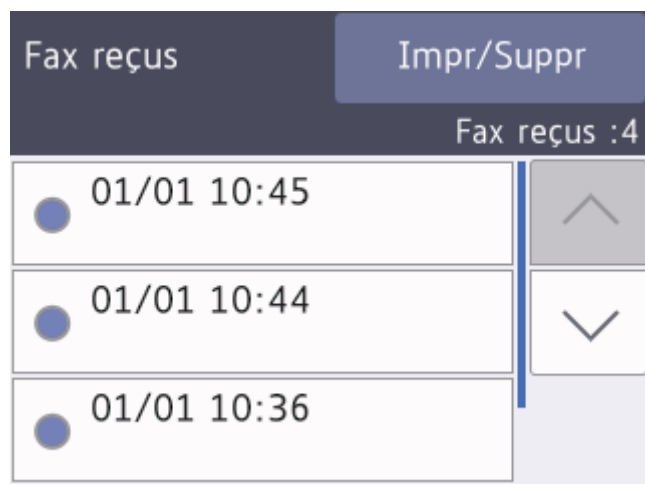 Fax reçus
Impr/Suppr
Fax reçus :4
01/01 10:45
01/01 10:44
01/01 10:36